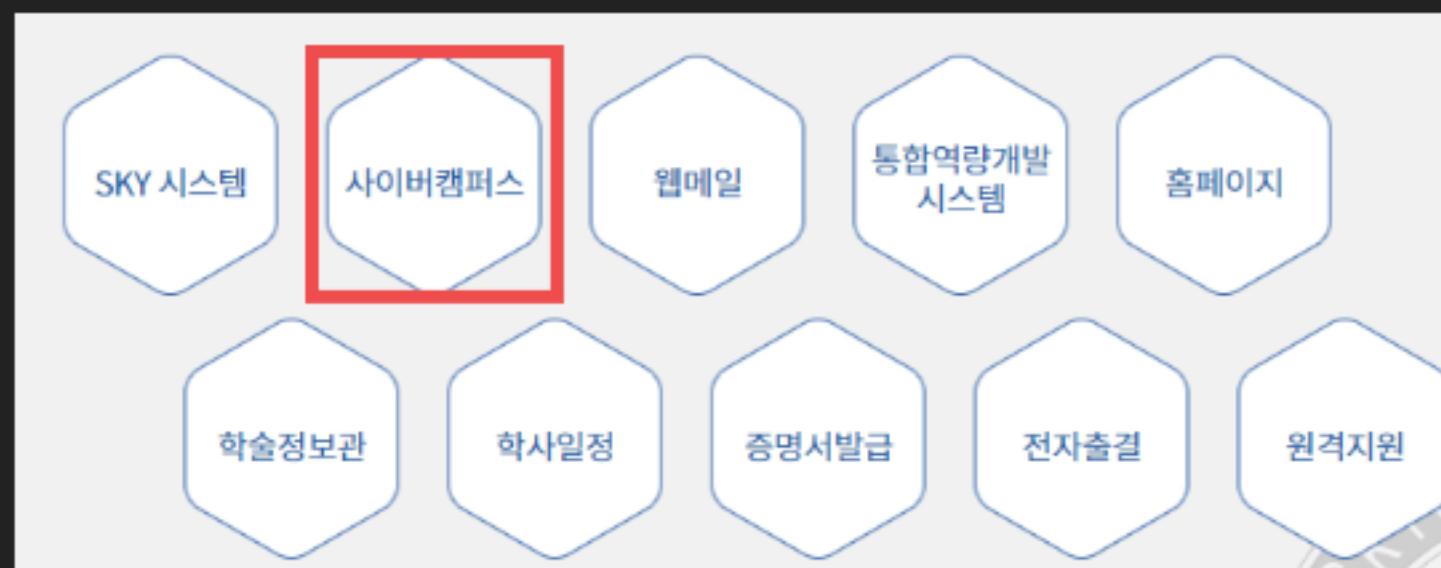 SKY 시스템
사이버캠퍼스
웹메일
통합역량개발
시스템
홈페이지
학술정보관
학사일정
증명서발급
전자출결
원격지원